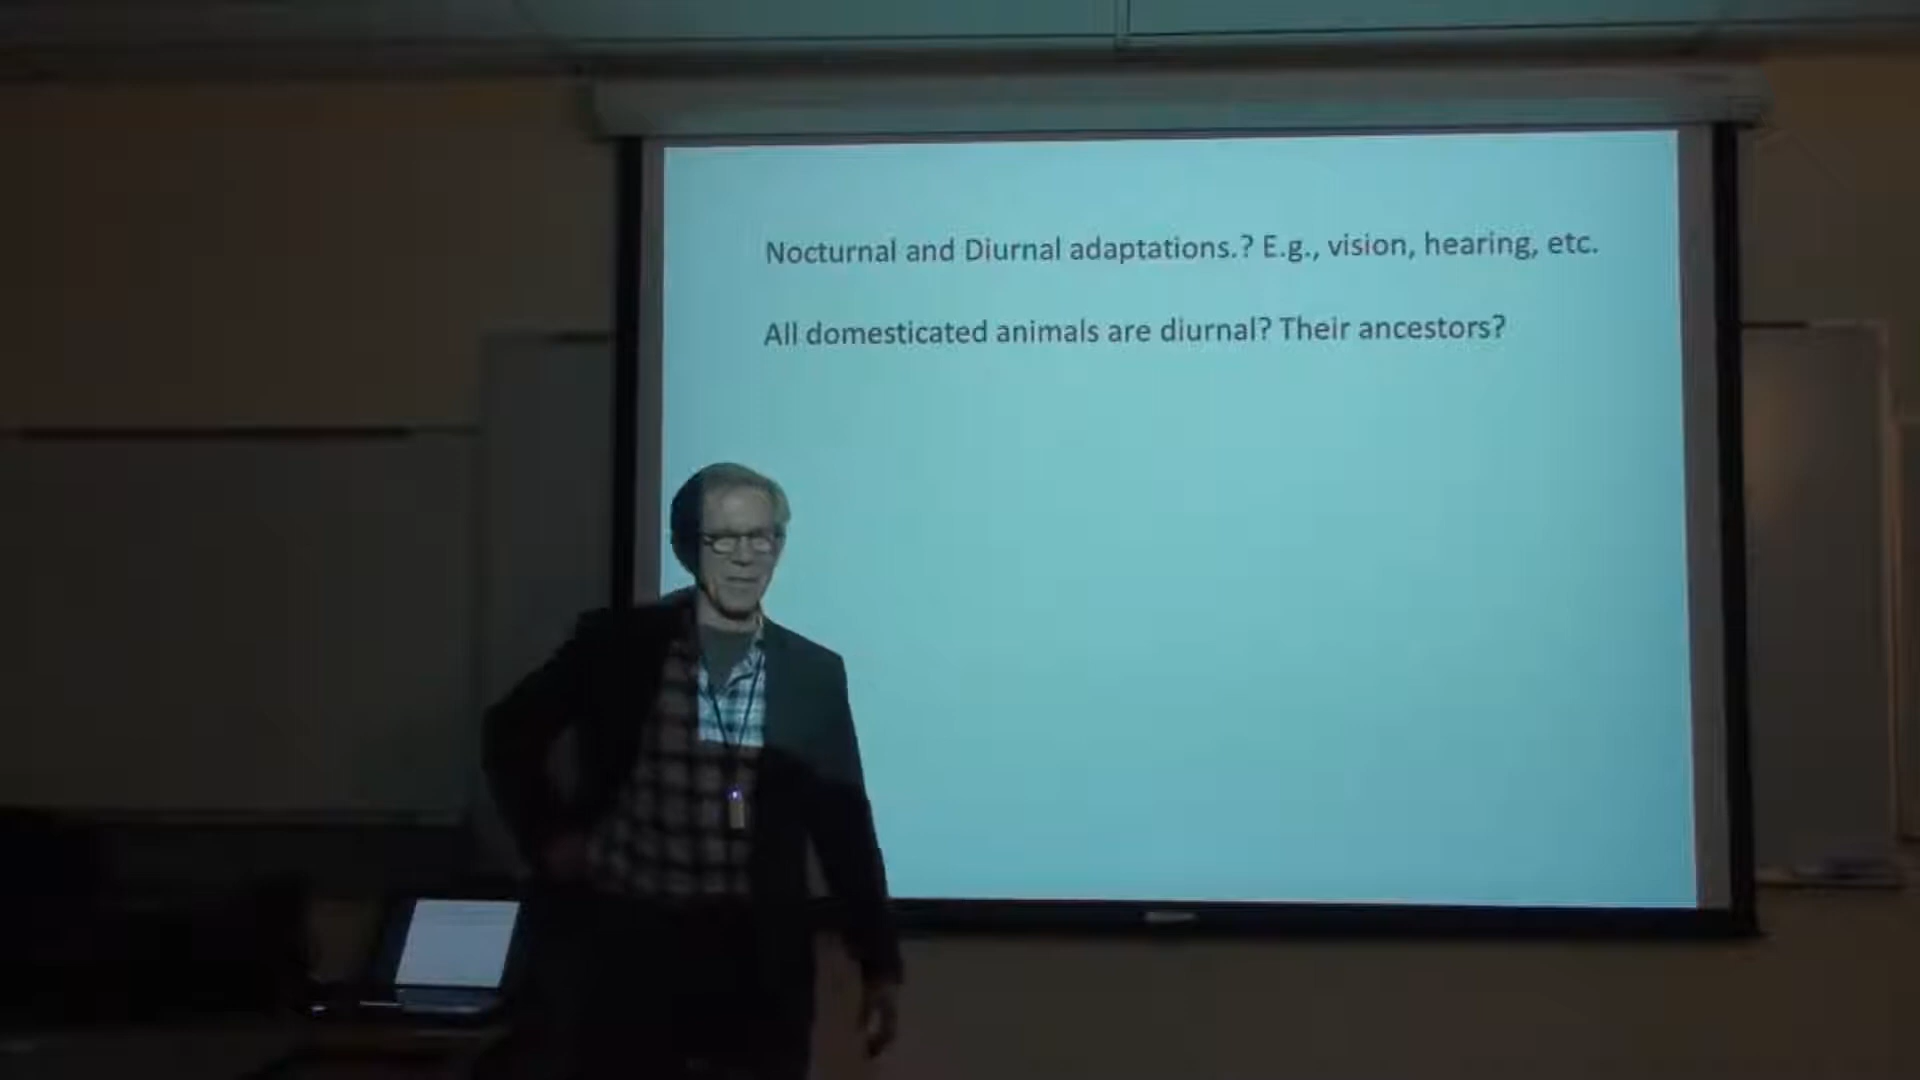 Nocturnal and Diurnal adaptations.? E.g., vision, hearing, etc.
All domesticated animals are diurnal? Their ancestors?